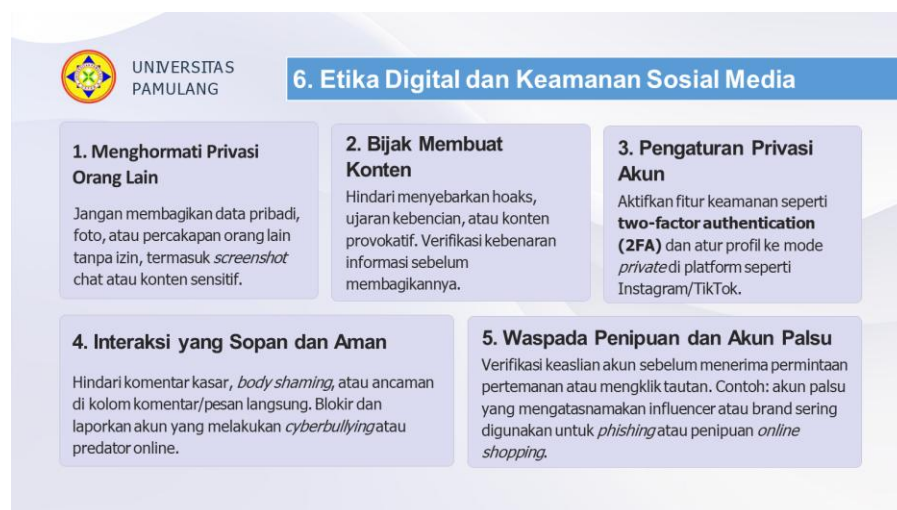 UNIVERSITAS
PAMULANG
6. Etika Digital dan Keamanan Sosial Media
1. Menghormati Privasi
Orang Lain
Jangan membagikan data pribadi,
foto, atau percakapan orang lain
tanpa izin, termasuk screenshot
chat atau konten sensitif.
2. Bijak Membuat
Konten
Hindari menyebarkan hoaks,
ujaran kebencian, atau konten
provokatif. Verifikasi kebenaran
informasi sebelum
membagikannya.
3. Pengaturan Privasi
Akun
Aktifkan fitur keamanan seperti
two-factor authentication
(2FA) dan atur profil ke mode
private di platform seperti
Instagram/TikTok.
4. Interaksi yang Sopan dan Aman
Hindari komentar kasar, body shaming, atau ancaman
di kolom komentar/pesan langsung. Blokir dan
laporkan akun yang melakukan cyberbullying atau
predator online.
5. Waspada Penipuan dan Akun Palsu
Verifikasi keaslian akun sebelum menerima permintaan
pertemanan atau mengklik tautan. Contoh: akun palsu
yang mengatasnamakan influencer atau brand sering
digunakan untuk phishing atau penipuan online
shopping.